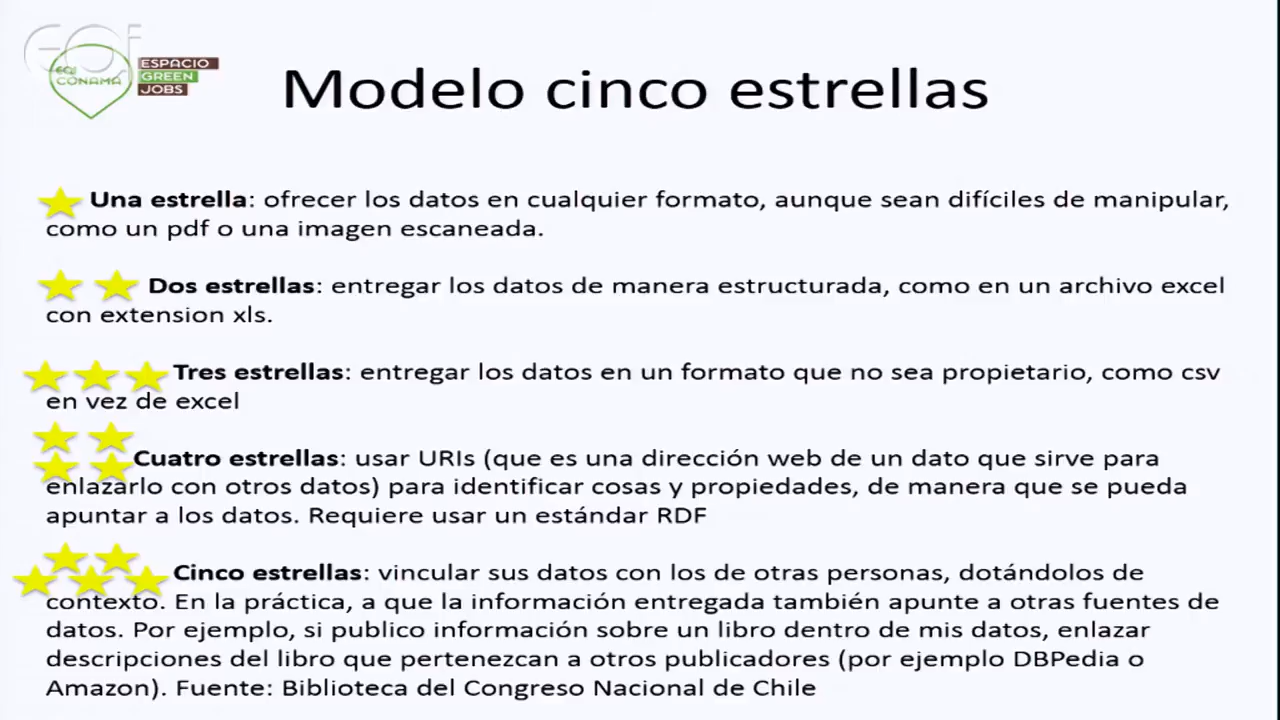 EOI
eoi
CONAMA
ESPACIO
GREEN
JOBS
Modelo cinco estrellas
Una estrella: ofrecer los datos en cualquier formato, aunque sean difíciles de manipular,
como un pdf o una imagen escaneada.
Dos estrellas: entregar los datos de manera estructurada, como en un archivo excel
con extension xls.
Tres estrellas: entregar los datos en un formato que no sea propietario, como csv
en vez de excel
Cuatro estrellas: usar URIs (que es una dirección web de un dato que sirve para
enlazarlo con otros datos) para identificar cosas y propiedades, de manera que se pueda
apuntar a los datos. Requiere usar un estándar RDF
Cinco estrellas: vincular sus datos con los de otras personas, dotándolos de
contexto. En la práctica, a que la información entregada también apunte a otras fuentes de
datos. Por ejemplo, si publico información sobre un libro dentro de mis datos, enlazar
descripciones del libro que pertenezcan a otros publicadores (por ejemplo DBPedia o
Amazon). Fuente: Biblioteca del Congreso Nacional de Chile